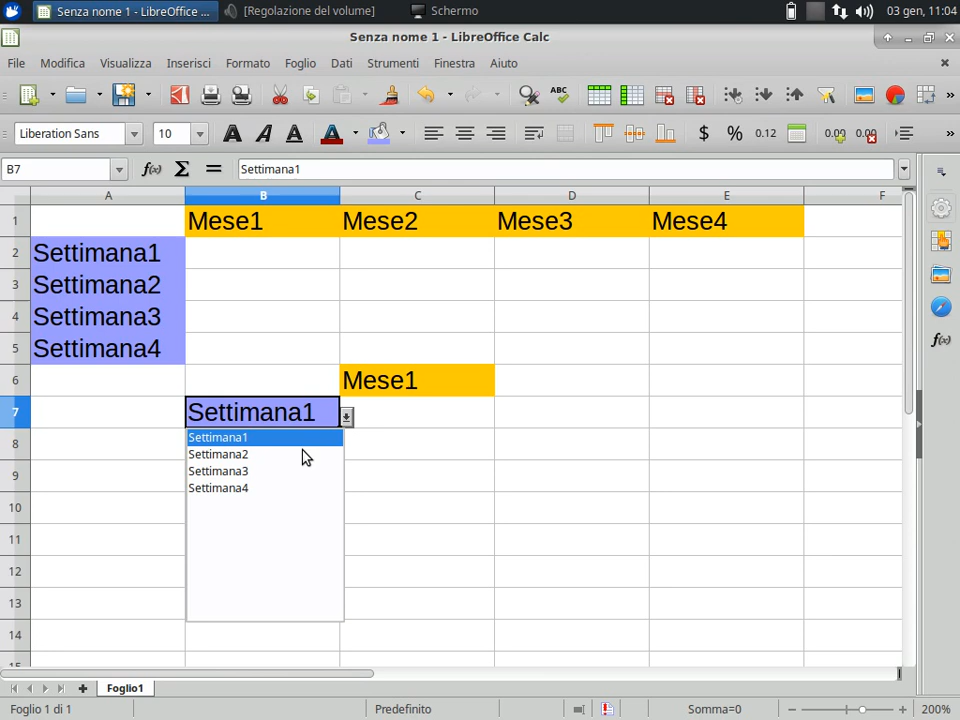 Senza nome 1 - LibreOffice ...
[Regolazione del volume]
Schermo
03 gen, 11:04
Senza nome 1 - LibreOffice Calc
File Modifica Visualizza Inserisci Formato Foglio Dati Strumenti Finestra Aiuto
ABC
Liberation Sans 10 A A A A $ % 0.12 0.00 0.00
B7 f(x) Σ = Settimana1
A B C D E F
1 Mese1 Mese2 Mese3 Mese4
2 Settimana1
3 Settimana2
4 Settimana3
5 Settimana4
6 Mese1
7 Settimana1
8
9
10
11
12
13
14
15
Settimana1
Settimana2
Settimana3
Settimana4
f(x)
Foglio1
Foglio 1 di 1 Predefinito Somma=0 200%